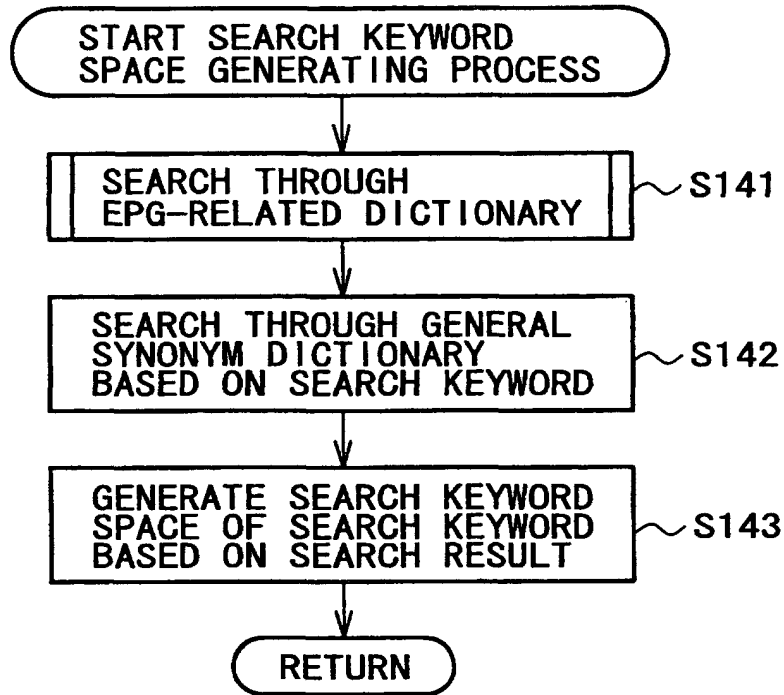 START SEARCH KEYWORD
SPACE GENERATING PROCESS
SEARCH THROUGH
EPG-RELATED DICTIONARY
S141
SEARCH THROUGH GENERAL
SYNONYM DICTIONARY
BASED ON SEARCH KEYWORD
S142
GENERATE SEARCH KEYWORD
SPACE OF SEARCH KEYWORD
BASED ON SEARCH RESULT
S143
RETURN